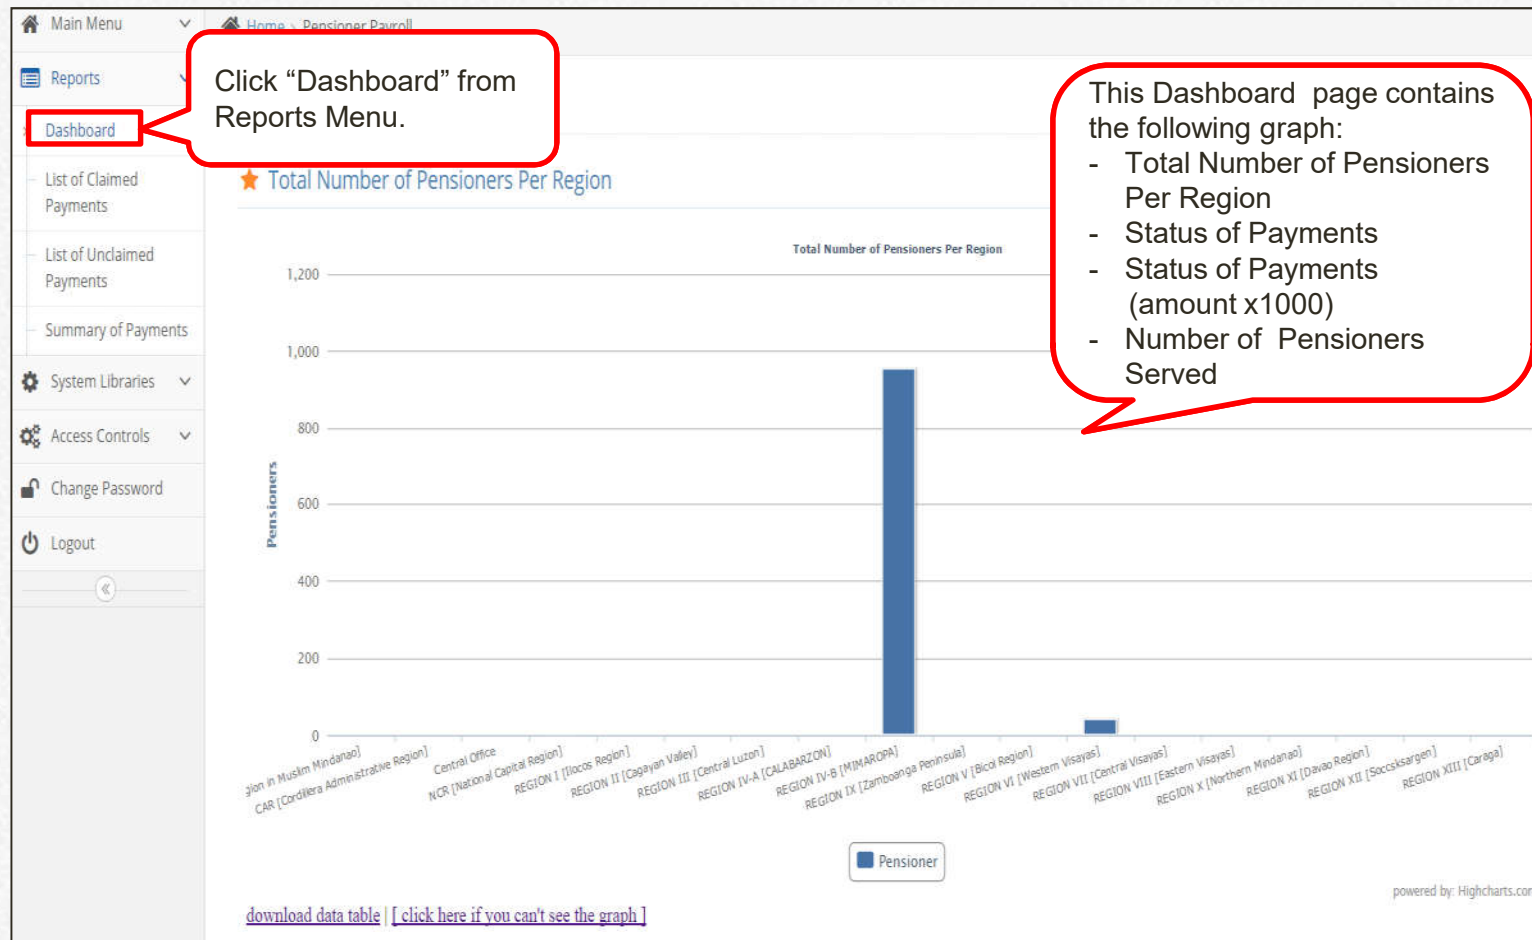 Main Menu
Home > Pensioner Payroll
Reports
Click “Dashboard” from
Reports Menu.
Dashboard
List of Claimed
Payments
List of Unclaimed
Payments
Summary of Payments
System Libraries
Access Controls
Change Password
Logout
This Dashboard page contains
the following graph:
- Total Number of Pensioners
Per Region
- Status of Payments
- Status of Payments
(amount x1000)
- Number of Pensioners
Served
Total Number of Pensioners Per Region
Total Number of Pensioners Per Region
1,200
1,000
800
600
400
200
0
Pensioners
gion in Muslim Mindanao]
CAR [Cordillera Administrative Region]
Central Office
NCR [National Capital Region]
REGION I [Ilocos Region]
REGION II [Cagayan Valley]
REGION III [Central Luzon]
REGION IV-A [CALABARZON]
REGION IV-B [MIMAROPA]
REGION IX [Zamboanga Peninsula]
REGION V [Bicol Region]
REGION VI [Western Visayas]
REGION VII [Central Visayas]
REGION VIII [Eastern Visayas]
REGION X [Northern Mindanao]
REGION XI [Davao Region]
REGION XII [Soccsksargen]
REGION XIII [Caraga]
Pensioner
powered by: Highcharts.com
download data table | [ click here if you can't see the graph ]